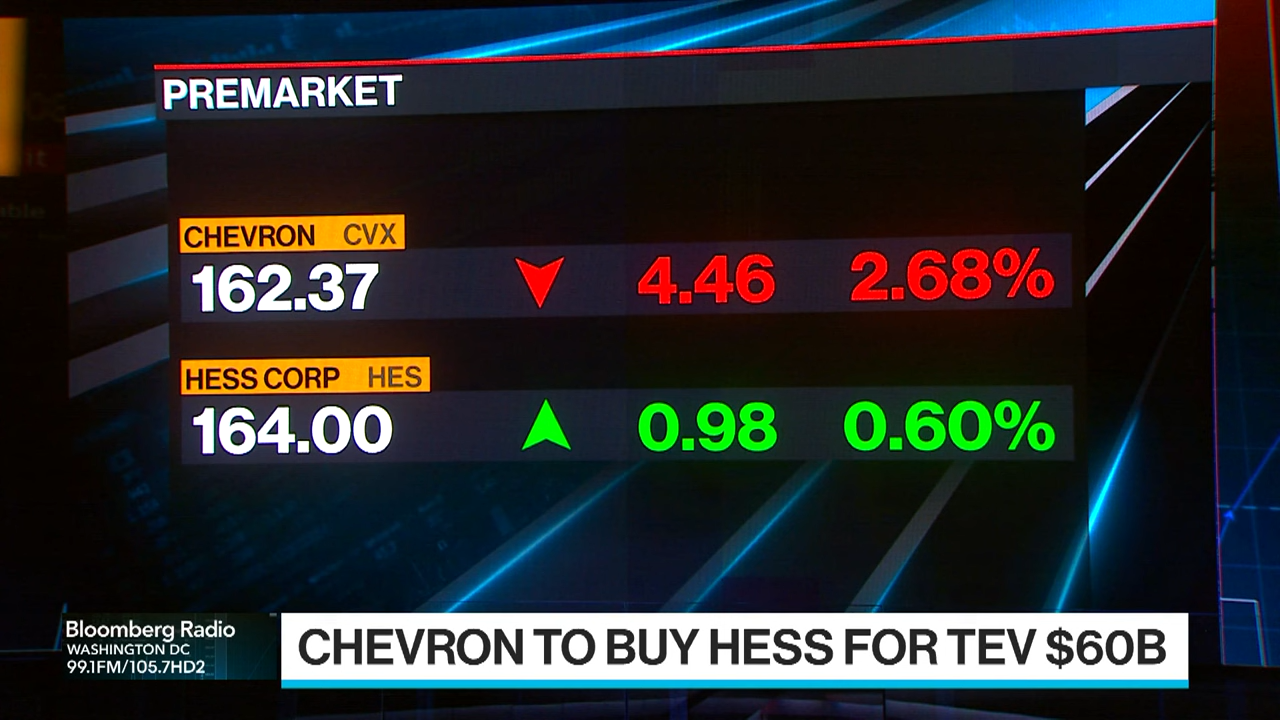 PREMARKET
CHEVRON CVX
162.37 4.46 2.68%
HESS CORP HES
164.00 0.98 0.60%
Bloomberg Radio
WASHINGTON DC
99.1FM/105.7HD2
CHEVRON TO BUY HESS FOR TEV $60B